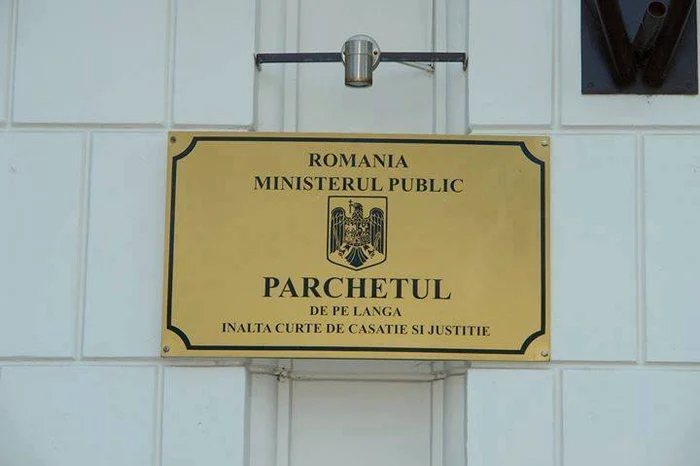 ROMANIA
MINISTERUL PUBLIC
PARCHETUL
DE PE LANGA
INALTA CURTE DE CASATIE SI JUSTITIE